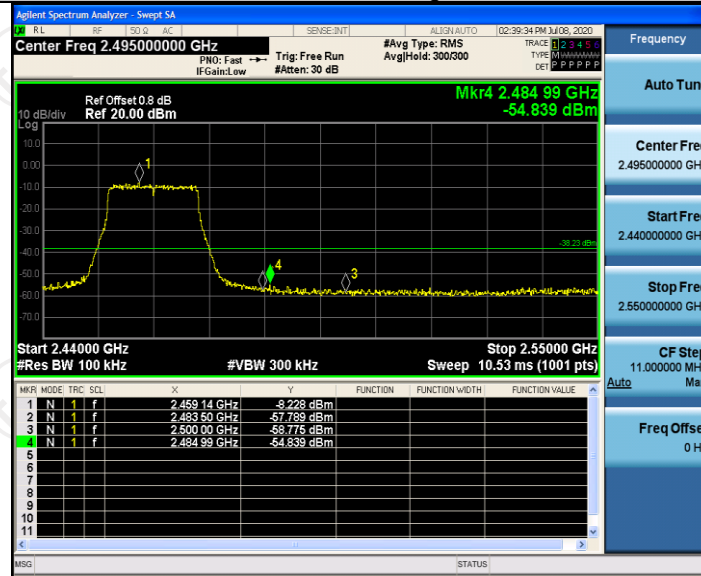 Agilent Spectrum Analyzer - Swept SA
RL RF 50 Ω AC SENSE:INT ALIGN AUTO 02:39:34 PM Jul 08, 2020
Center Freq 2.495000000 GHz
PNO: Fast
IFGain:Low
Trig: Free Run
#Atten: 30 dB
#Avg Type: RMS
Avg|Hold: 300/300
TRACE 1 2 3 4 5 6
TYPE M
DET P P P P P P
Mkr4 2.484 99 GHz
-54.839 dBm
Ref Offset 0.8 dB
10 dB/div Ref 20.00 dBm
Log
10.0
0.00
-10.0
-20.0
-30.0
-40.0
-50.0
-60.0
-70.0
1
4
3
-38.23 dBm
Start 2.44000 GHz Stop 2.55000 GHz
#Res BW 100 kHz #VBW 300 kHz Sweep 10.53 ms (1001 pts)
MKR MODE TRC SCL X Y FUNCTION FUNCTION WIDTH FUNCTION VALUE
1 N 1 f 2.459 14 GHz -8.228 dBm
2 N 1 f 2.483 50 GHz -57.789 dBm
3 N 1 f 2.500 00 GHz -58.775 dBm
4 N 1 f 2.484 99 GHz -54.839 dBm
5
6
7
8
9
10
11
MSG STATUS
Frequency
Auto Tun
Center Fre
2.495000000 GH
Start Fre
2.440000000 GH
Stop Fre
2.550000000 GH
CF Step
11.000000 MH
Auto Ma
Freq Offse
0 H